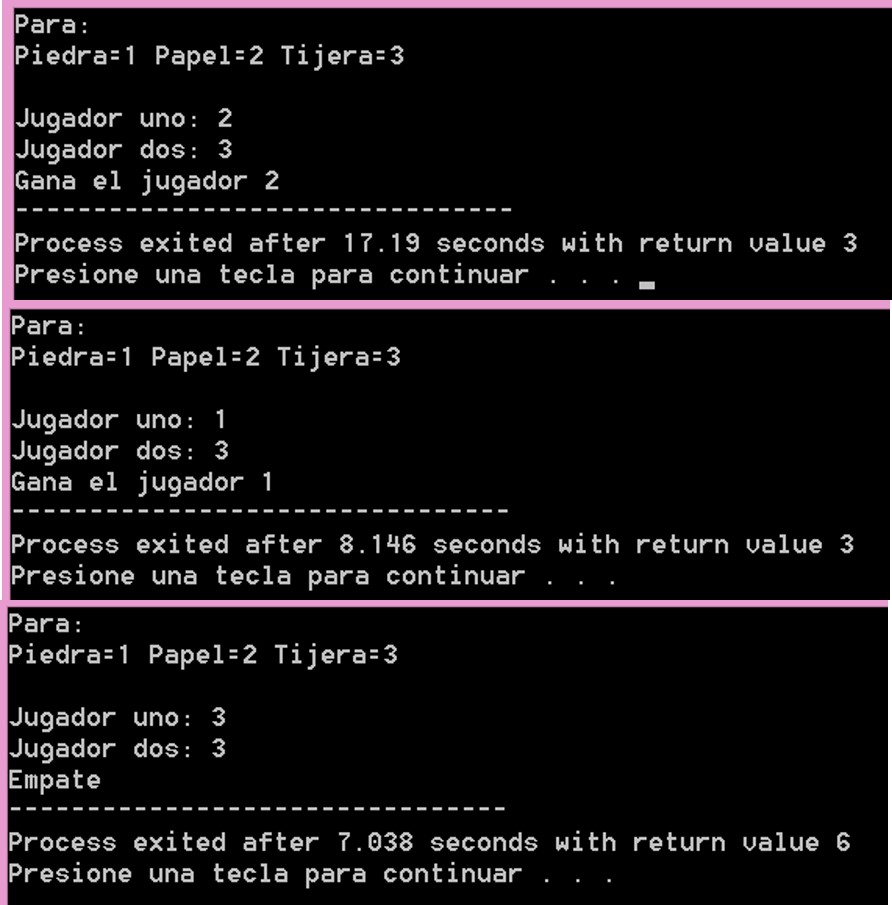 Para:
Piedra=1 Papel=2 Tijera=3
Jugador uno: 2
Jugador dos: 3
Gana el jugador 2
--------------------------------
Process exited after 17.19 seconds with return value 3
Presione una tecla para continuar . . . _
Para:
Piedra=1 Papel=2 Tijera=3
Jugador uno: 1
Jugador dos: 3
Gana el jugador 1
--------------------------------
Process exited after 8.146 seconds with return value 3
Presione una tecla para continuar . . .
Para:
Piedra=1 Papel=2 Tijera=3
Jugador uno: 3
Jugador dos: 3
Empate
--------------------------------
Process exited after 7.038 seconds with return value 6
Presione una tecla para continuar . . .